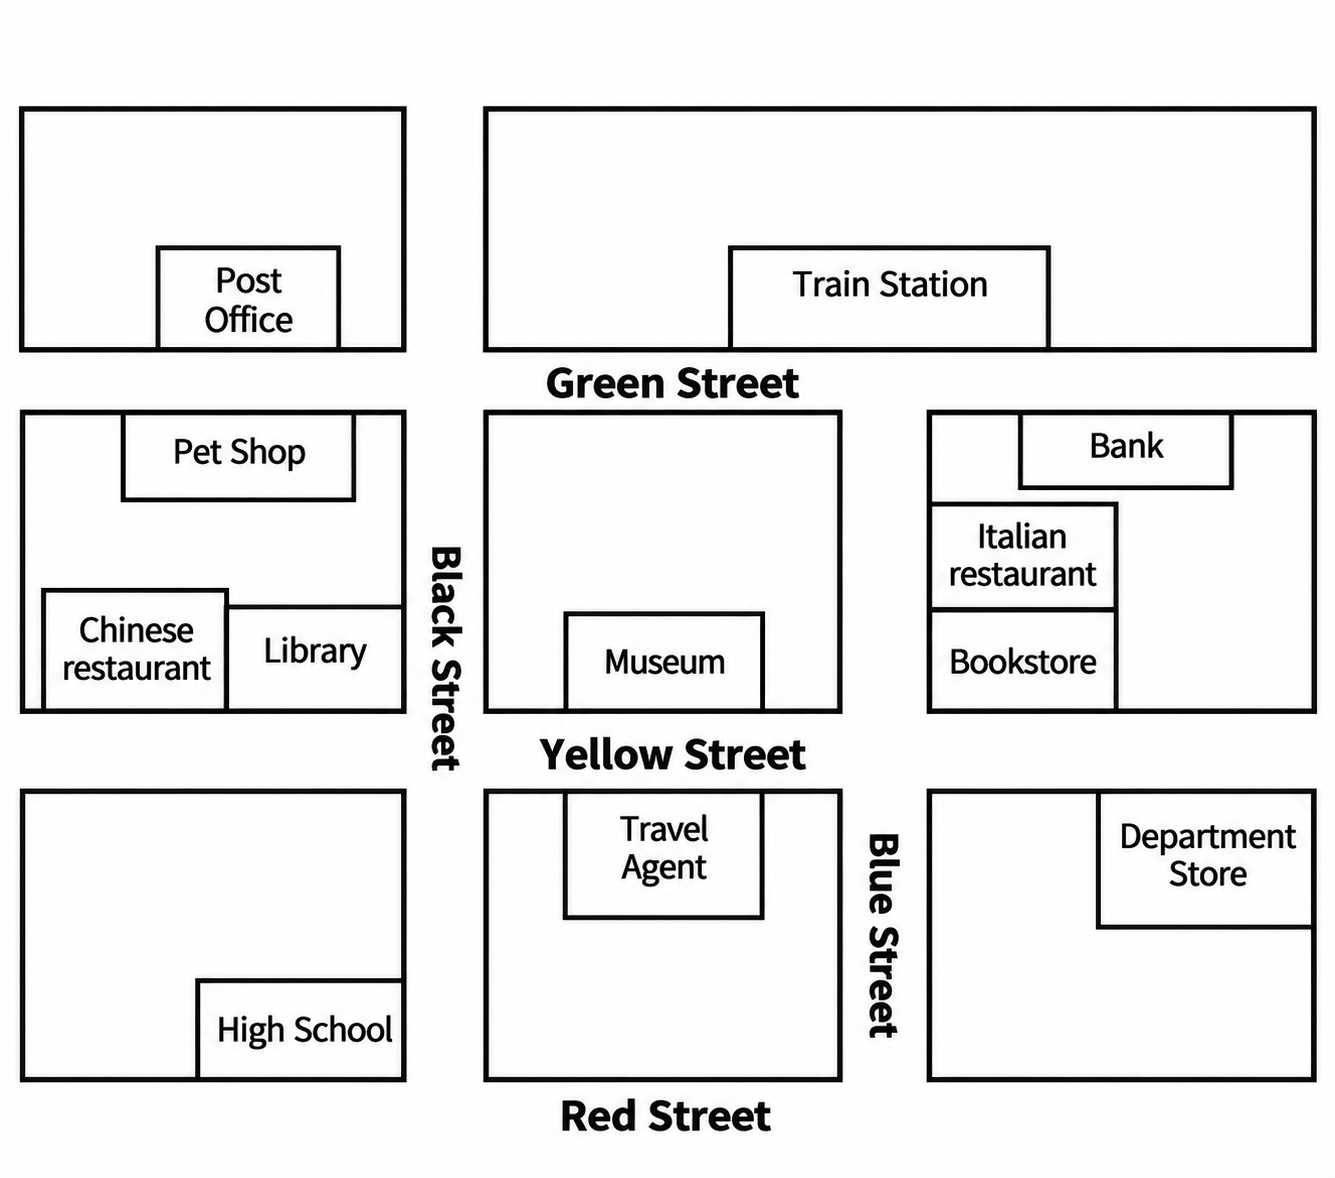 Post
Office
Train Station
Green Street
Pet Shop
Bank
Italian
restaurant
Chinese
restaurant
Library
Black Street
Museum
Bookstore
Yellow Street
Travel
Agent
Blue Street
Department
Store
High School
Red Street